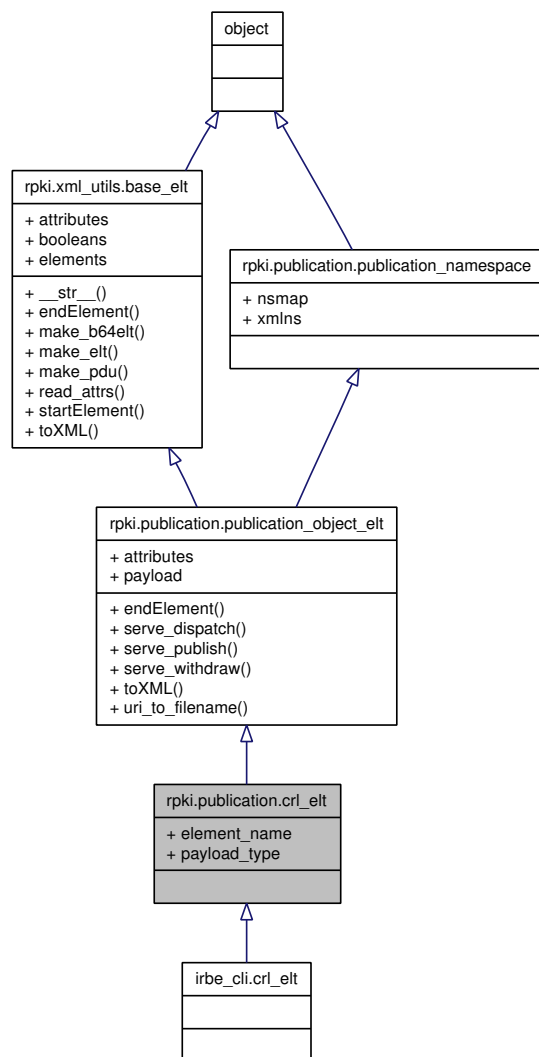 object
rpki.xml_utils.base_elt
+ attributes
+ booleans
+ elements
+ __str__()
+ endElement()
+ make_b64elt()
+ make_elt()
+ make_pdu()
+ read_attrs()
+ startElement()
+ toXML()
rpki.publication.publication_namespace
+ nsmap
+ xmlns
rpki.publication.publication_object_elt
+ attributes
+ payload
+ endElement()
+ serve_dispatch()
+ serve_publish()
+ serve_withdraw()
+ toXML()
+ uri_to_filename()
rpki.publication.crl_elt
+ element_name
+ payload_type
irbe_cli.crl_elt